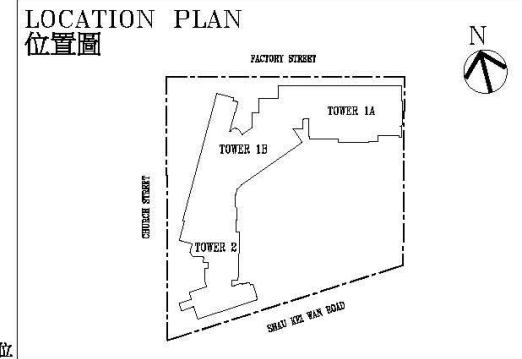 LOCATION PLAN
位置圖
N
FACTORY STREET
TOWER 1A
TOWER 1B
CHURCH STREET
TOWER 2
SHAU KEI WAN ROAD
位